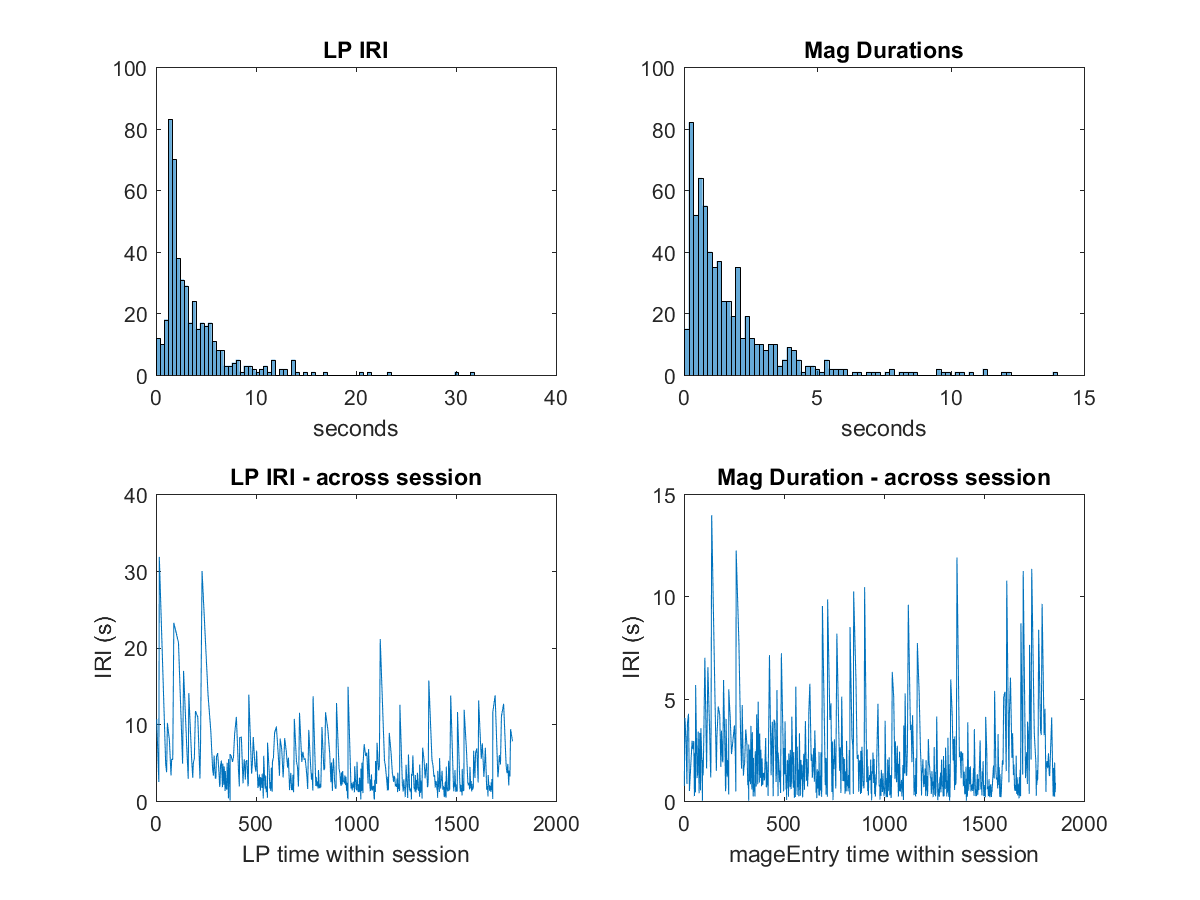 LP IRI
100
80
60
40
20
0
0 10 20 30 40
seconds
Mag Durations
100
80
60
40
20
0
0 5 10 15
seconds
LP IRI - across session
IRI (s)
40
30
20
10
0
0 500 1000 1500 2000
LP time within session
Mag Duration - across session
IRI (s)
15
10
5
0
0 500 1000 1500 2000
mageEntry time within session